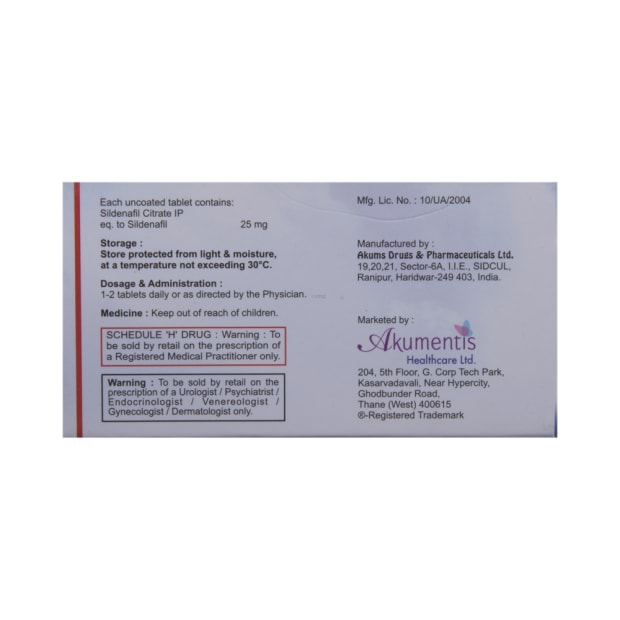 Each uncoated tablet contains:
Sildenafil Citrate IP
eq. to Sildenafil 25 mg
Storage :
Store protected from light & moisture,
at a temperature not exceeding 30°C.
Dosage & Administration :
1-2 tablets daily or as directed by the Physician.
Medicine : Keep out of reach of children.
SCHEDULE 'H' DRUG : Warning : To
be sold by retail on the prescription of
a Registered Medical Practitioner only.
Warning : To be sold by retail on the
prescription of a Urologist / Psychiatrist /
Endocrinologist / Venereologist /
Gynecologist / Dermatologist only.
Mfg. Lic. No. : 10/UA/2004
Manufactured by :
Akums Drugs & Pharmaceuticals Ltd.
19,20,21, Sector-6A, I.I.E., SIDCUL,
Ranipur, Haridwar-249 403, India.
Marketed by :
Akumentis
Healthcare Ltd.
204, 5th Floor, G. Corp Tech Park,
Kasarvadavali, Near Hypercity,
Ghodbunder Road,
Thane (West) 400615
®-Registered Trademark